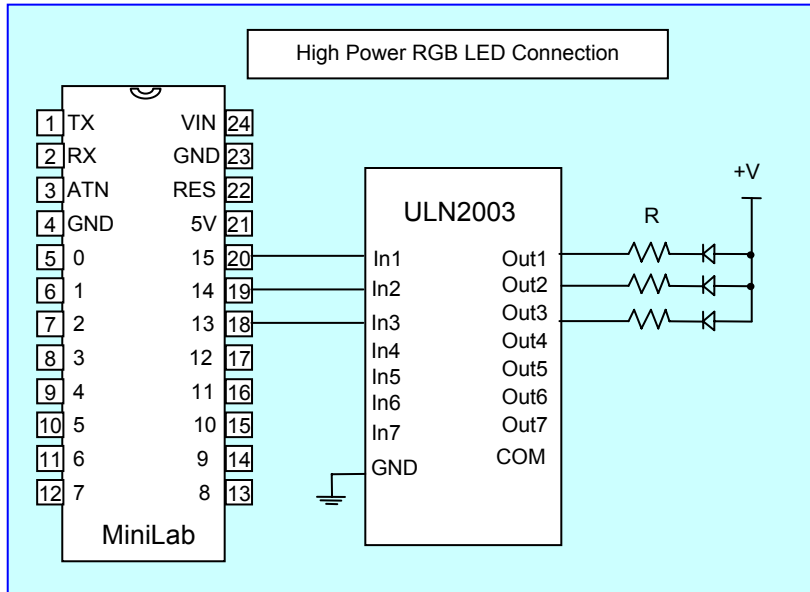 High Power RGB LED Connection
1 TX VIN 24
2 RX GND 23
3 ATN RES 22
4 GND 5V 21
5 0 15 20
6 1 14 19
7 2 13 18
8 3 12 17
9 4 11 16
10 5 10 15
11 6 9 14
12 7 8 13
MiniLab
ULN2003
In1 Out1
In2 Out2
In3 Out3
In4 Out4
In5 Out5
In6 Out6
In7 Out7
GND COM
R
+V